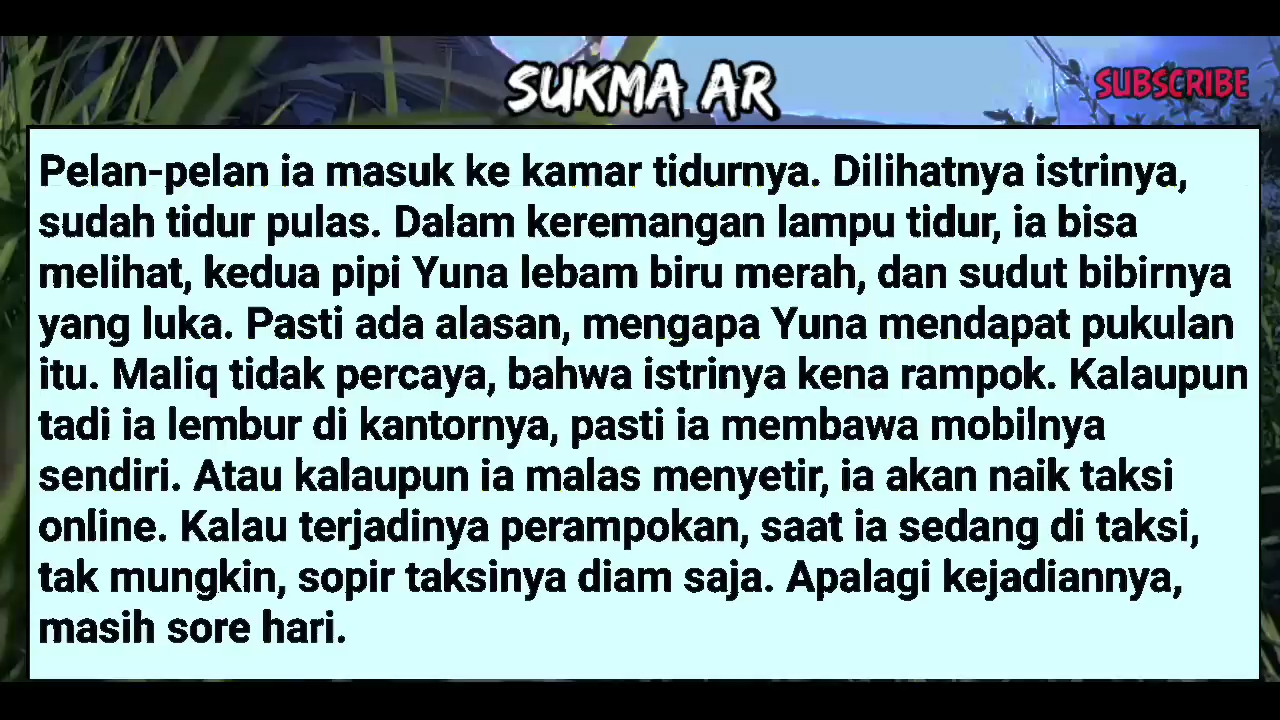 SUKMA AR
SUBSCRIBE
Pelan-pelan ia masuk ke kamar tidurnya. Dilihatnya istrinya,
sudah tidur pulas. Dalam keremangan lampu tidur, ia bisa
melihat, kedua pipi Yuna lebam biru merah, dan sudut bibirnya
yang luka. Pasti ada alasan, mengapa Yuna mendapat pukulan
itu. Maliq tidak percaya, bahwa istrinya kena rampok. Kalaupun
tadi ia lembur di kantornya, pasti ia membawa mobilnya
sendiri. Atau kalaupun ia malas menyetir, ia akan naik taksi
online. Kalau terjadinya perampokan, saat ia sedang di taksi,
tak mungkin, sopir taksinya diam saja. Apalagi kejadiannya,
masih sore hari.